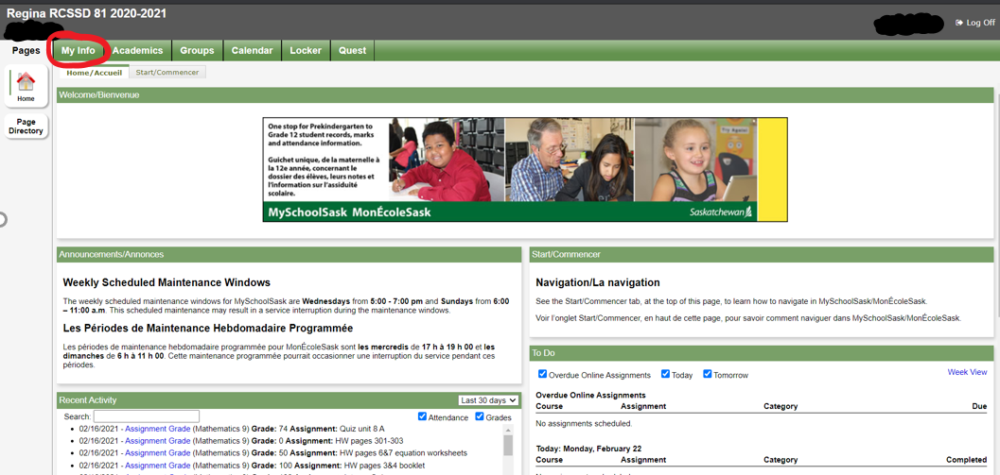 Regina RCSSD 81 2020-2021
Log Off
Pages
My Info
Academics
Groups
Calendar
Locker
Quest
Home
Page
Directory
Home/Accueil
Start/Commencer
Welcome/Bienvenue
One stop for Prekindergarten to
Grade 12 student records, marks
and attendance information.
Guichet unique, de la maternelle à
la 12e année, concernant le
dossier des élèves, leurs notes et
l'information sur l'assiduité
scolaire.
MySchoolSask MonÉcoleSask
Saskatchewan
Announcements/Annonces
Weekly Scheduled Maintenance Windows
The weekly scheduled maintenance windows for MySchoolSask are Wednesdays from 5:00 - 7:00 pm and Sundays from 6:00
– 11:00 a.m. This scheduled maintenance may result in a service interruption during the maintenance windows.
Les Périodes de Maintenance Hebdomadaire Programmée
Les périodes de maintenance hebdomadaire programmée pour MonÉcoleSask sont les mercredis de 17 h à 19 h 00 et les
dimanches de 6 h à 11 h 00. Cette maintenance programmée pourrait occasionner une interruption du service pendant ces
périodes.
Recent Activity
Last 30 days
Search:
Attendance
Grades
02/16/2021 - Assignment Grade (Mathematics 9) Grade: 74 Assignment: Quiz unit 8 A
02/16/2021 - Assignment Grade (Mathematics 9) Grade: 0 Assignment: HW pages 301-303
02/16/2021 - Assignment Grade (Mathematics 9) Grade: 50 Assignment: HW pages 6&7 equation worksheets
02/16/2021 - Assignment Grade (Mathematics 9) Grade: 100 Assignment: HW pages 3&4 booklet
Start/Commencer
Navigation/La navigation
See the Start/Commencer tab, at the top of this page, to learn how to navigate in MySchoolSask/MonÉcoleSask.
Voir l'onglet Start/Commencer, en haut de cette page, pour savoir comment naviguer dans MySchoolSask/MonÉcoleSask.
To Do
Overdue Online Assignments
Today
Tomorrow
Week View
Overdue Online Assignments
Course Assignment Category Due
No assignments scheduled.
Today: Monday, February 22
Course Assignment Category Completed